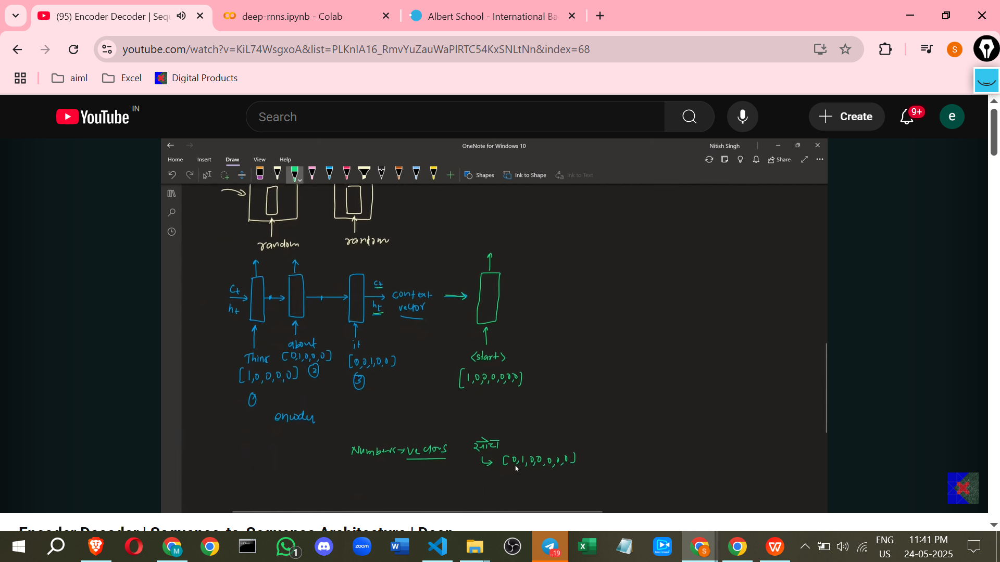 (95) Encoder Decoder | Sequ
deep-rnns.ipynb - Colab
Albert School - International Ba
youtube.com/watch?v=KiL74WsgxoA&list=PLKnIA16_RmvYuZauWaPlRTC54KxSNLtNn&index=68
S
aiml
Excel
Digital Products
YouTube
IN
Search
Create
9+
e
OneNote for Windows 10
Nitish Singh
Home
Insert
Draw
View
Help
Share
Shapes
Ink to Shape
Ink to Text
random
random
Ct
ht
ct
ht
context
vector
Think
about
it
[1,0,0,0,0]
[0,1,0,0,0]
②
[0,0,1,0,0]
③
encoder
<start>
[1,0,0,0,0,0,0]
Numbers → vectors
[0,1,0,0,0,0,0]
Encoder Decoder | Sequence-to-Sequence Architecture | Deep
M
1
zoom
..19
S
ENG
US
11:41 PM
24-05-2025